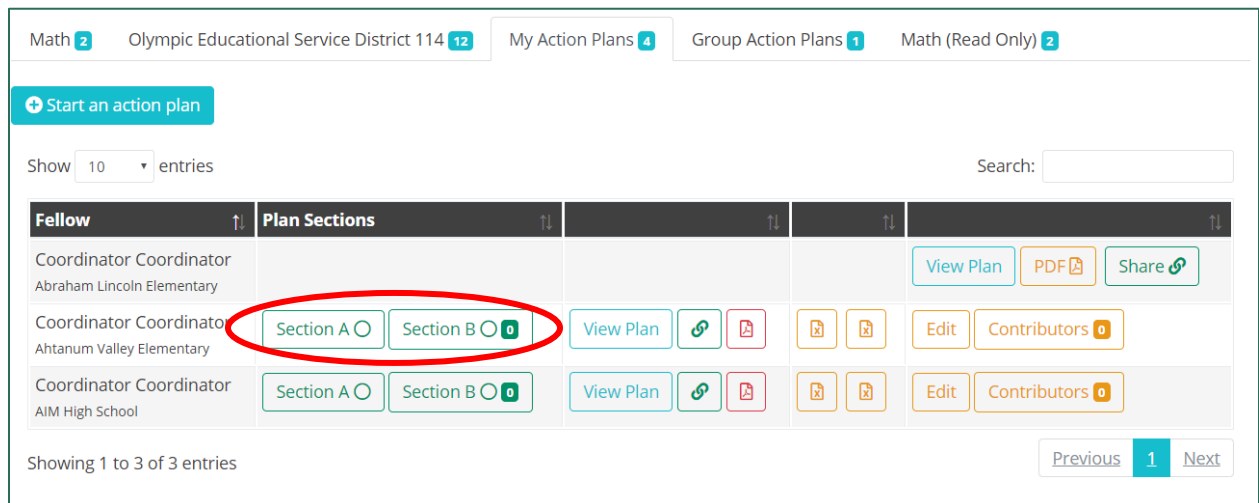 Math 2 Olympic Educational Service District 114 12 My Action Plans 4 Group Action Plans 1 Math (Read Only) 2
Start an action plan
Show 10 entries Search:
Fellow Plan Sections
Coordinator Coordinator
Abraham Lincoln Elementary
View Plan PDF Share
Coordinator Coordinator
Ahtanum Valley Elementary
Section A Section B 0 View Plan Edit Contributors 0
Coordinator Coordinator
AIM High School
Section A Section B 0 View Plan Edit Contributors 0
Showing 1 to 3 of 3 entries Previous 1 Next